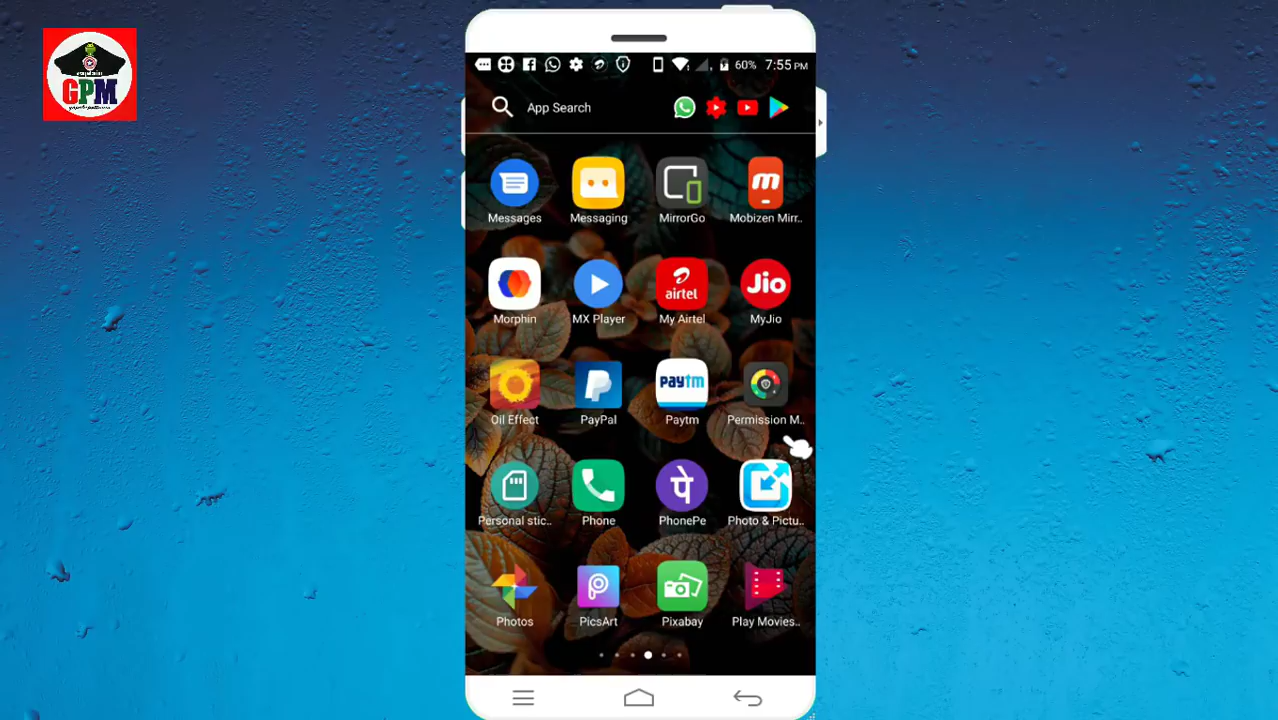 GPM
60% 7:55 PM
App Search
Messages Messaging MirrorGo Mobizen Mirr..
airtel Jio
Morphin MX Player My Airtel MyJio
Paytm
Oil Effect PayPal Paytm Permission M..
पे
Personal stic.. Phone PhonePe Photo & Pictu..
Photos PicsArt Pixabay Play Movies..